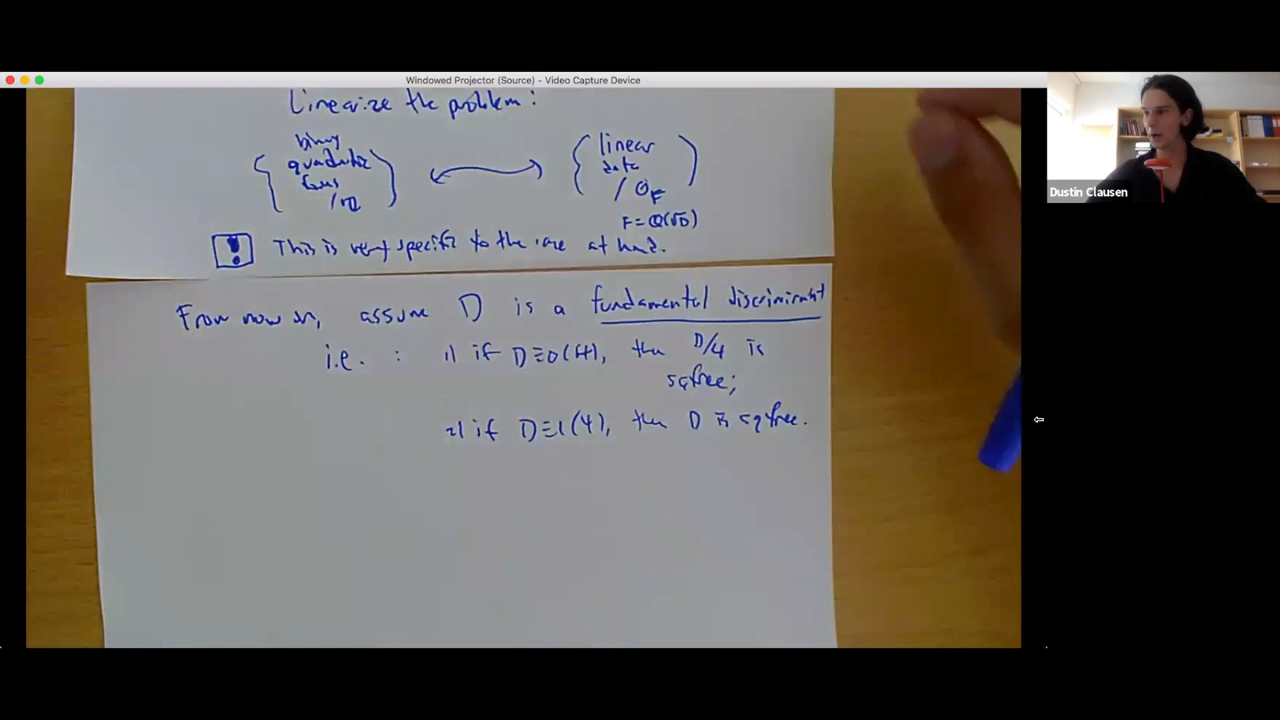 Windowed Projector (Source) - Video Capture Device
Linearize the problem:
binary
quadratic
forms
linear
data
/ O_F
F = Q(√D)
! This is very specific to the case at hand.
From now on, assume D is a fundamental discriminant
i.e. : 1) if D≡0(4), then D/4 is
sqfree;
2) if D≡1(4), then D is sqfree.
Dustin Clausen